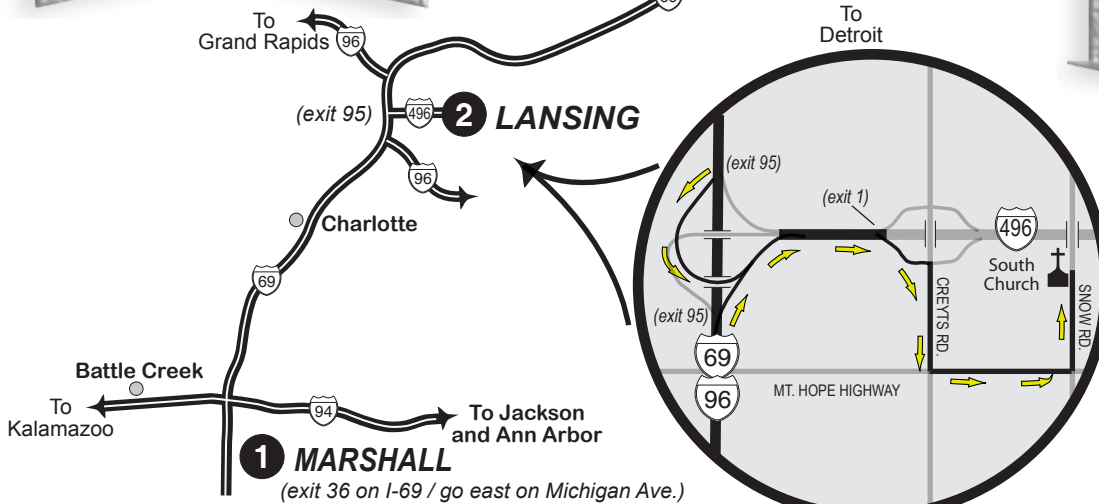 To
Grand Rapids
96
To
Detroit
(exit 95)
496
2 LANSING
96
Charlotte
69
Battle Creek
To
Kalamazoo
94
To Jackson
and Ann Arbor
1 MARSHALL
(exit 36 on I-69 / go east on Michigan Ave.)
(exit 95)
(exit 1)
496
South
Church
CREYTS RD.
SNOW RD.
(exit 95)
69
96
MT. HOPE HIGHWAY